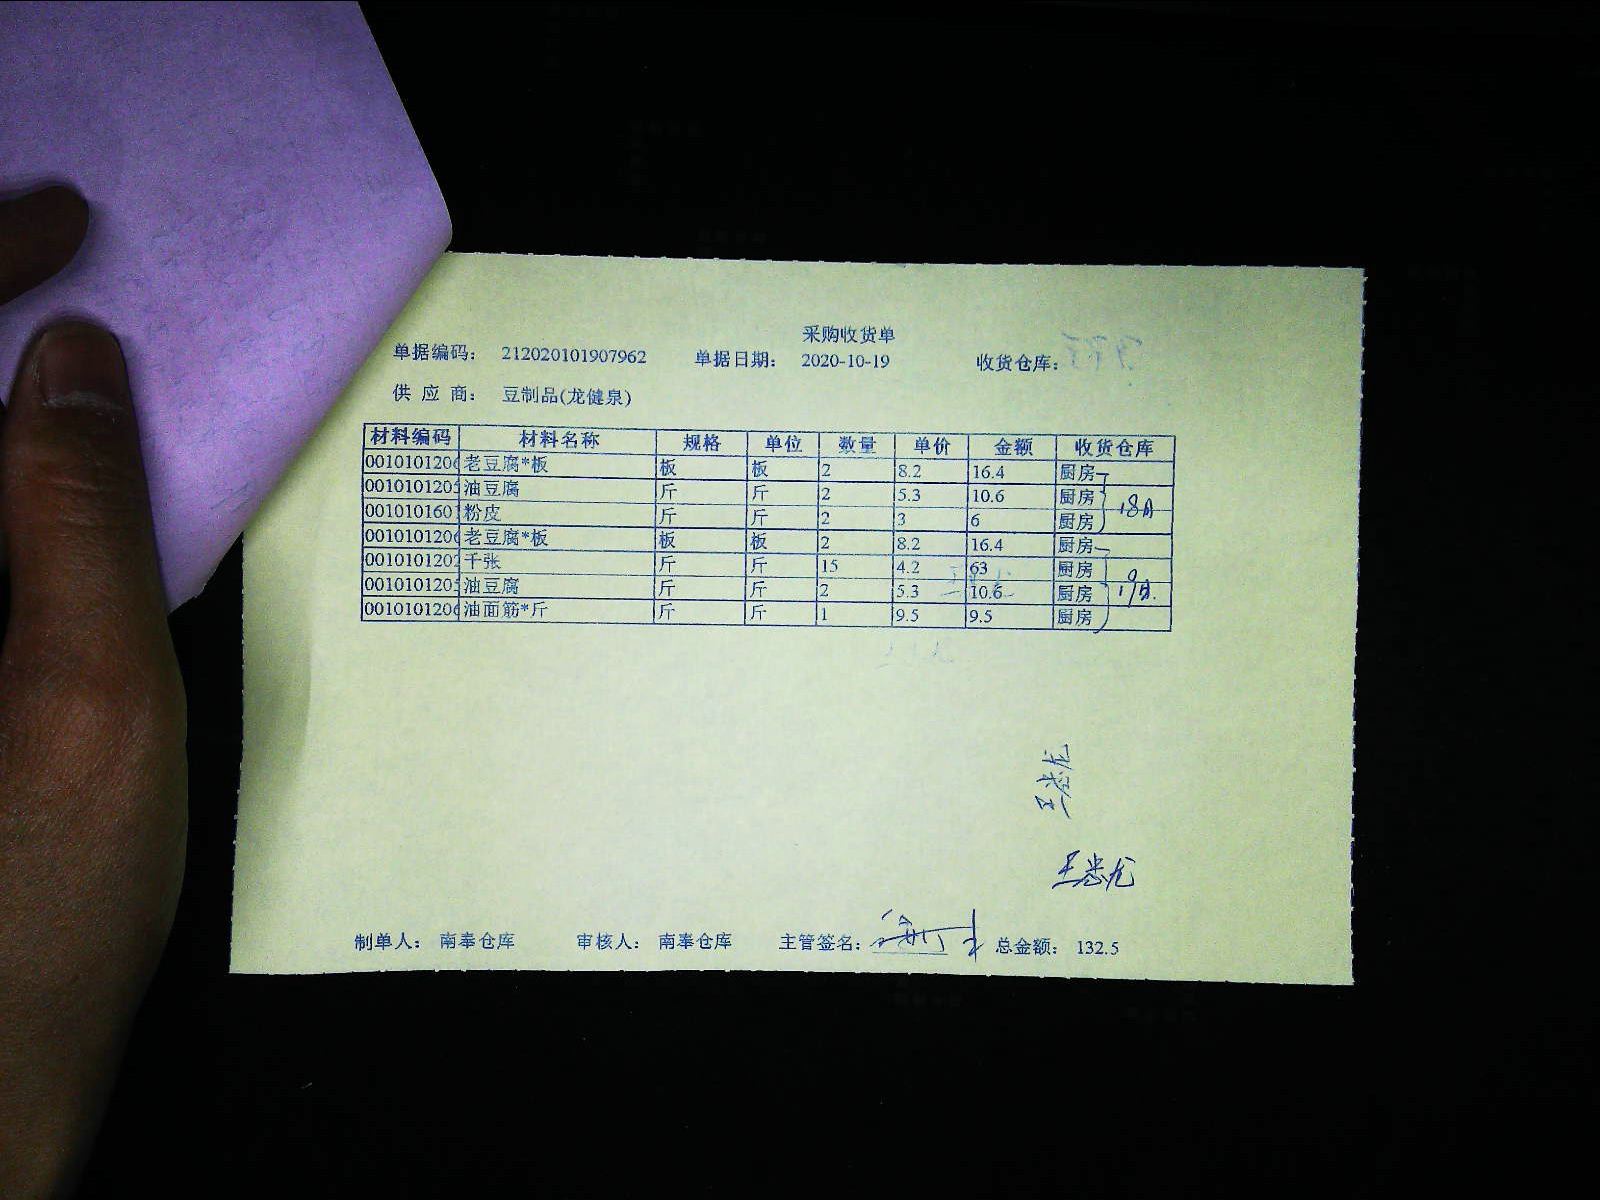 采购收货单
单据编码： 212020101907962 单据日期： 2020-10-19 收货仓库：
供 应 商： 豆制品(龙健泉)
材料编码 材料名称 规格 单位 数量 单价 金额 收货仓库
0010101206 老豆腐*板 板 板 2 8.2 16.4 厨房
0010101205 油豆腐 斤 斤 2 5.3 10.6 厨房 18日
001010160 粉皮 斤 斤 2 3 6 厨房
0010101206 老豆腐*板 板 板 2 8.2 16.4 厨房
0010101202 千张 斤 斤 15 4.2 63 厨房
0010101205 油豆腐 斤 斤 2 5.3 10.6 厨房 19日.
0010101206 油面筋*斤 斤 斤 1 9.5 9.5 厨房
制单人： 南奉仓库 审核人： 南奉仓库 主管签名： 总金额： 132.5